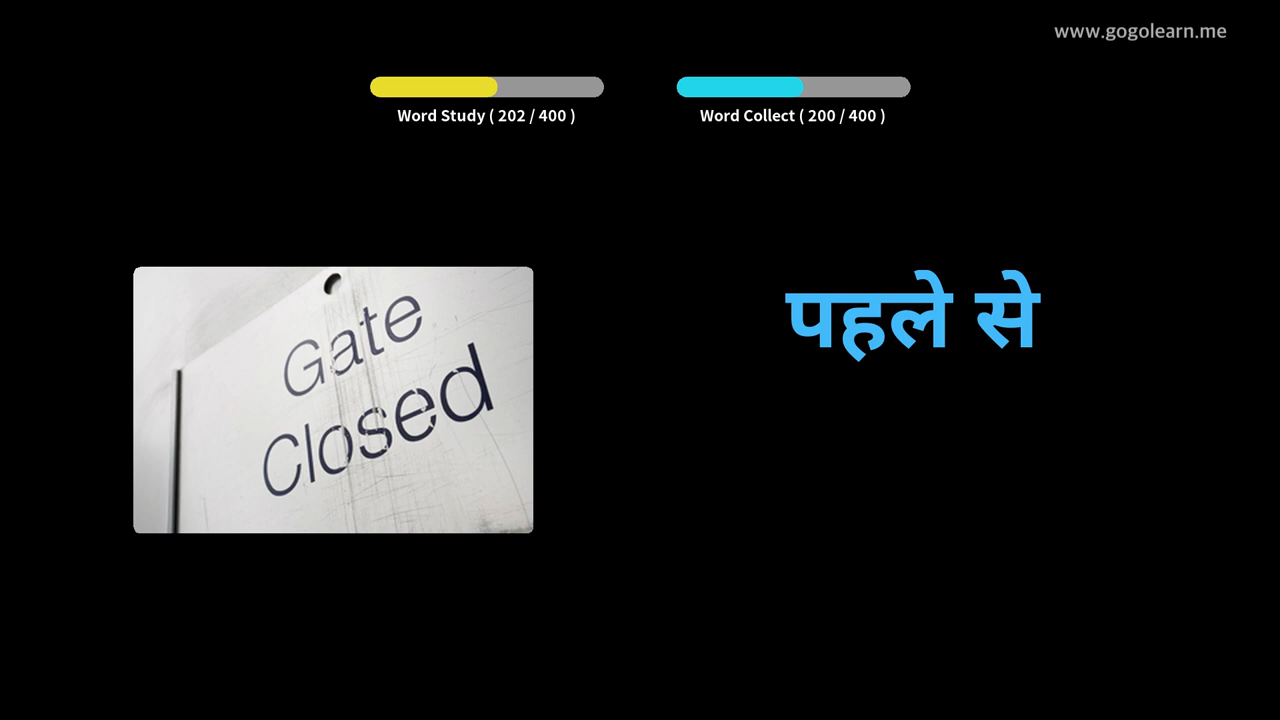 www.gogolearn.me
Word Study ( 202 / 400 )
Word Collect ( 200 / 400 )
Gate
Closed
पहले से